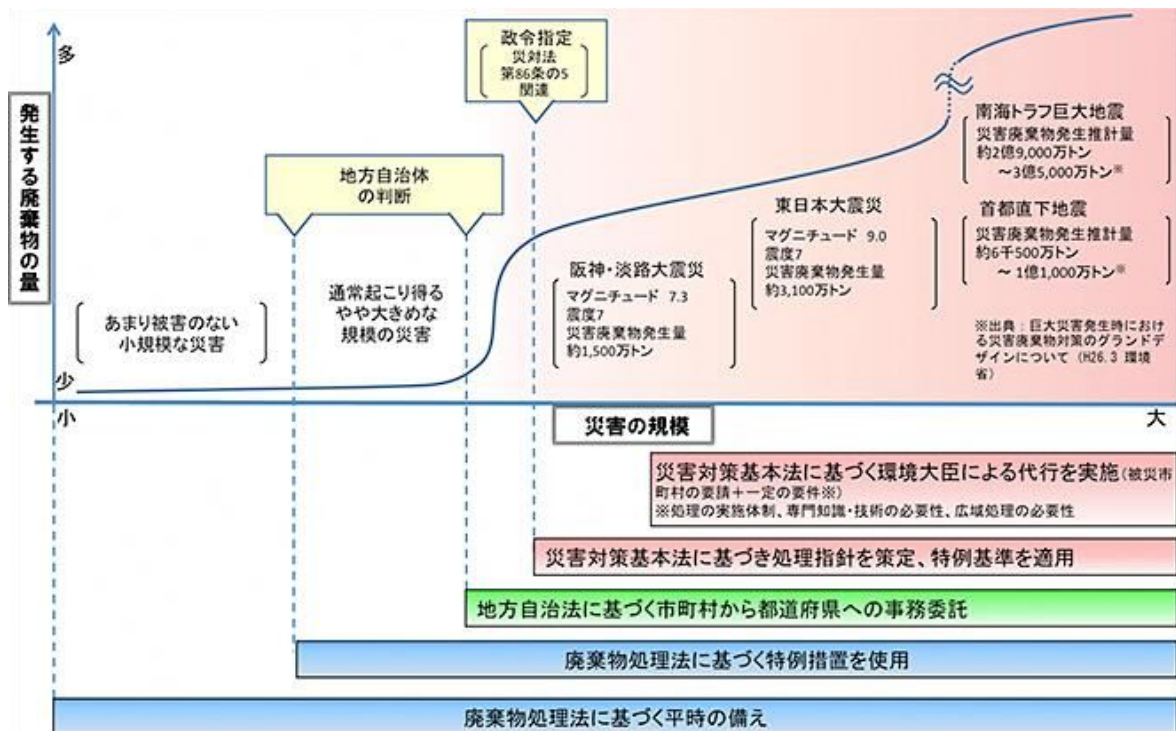 多
発生する廃棄物の量
少
小
政令指定
災対法
第86条の5
関連
地方自治体
の判断
あまり被害のない
小規模な災害
通常起こり得る
やや大きめな
規模の災害
阪神・淡路大震災
マグニチュード 7.3
震度7
災害廃棄物発生量
約1,500万トン
東日本大震災
マグニチュード 9.0
震度7
災害廃棄物発生量
約3,100万トン
南海トラフ巨大地震
災害廃棄物発生推計量
約2億9,000万トン
～3億5,000万トン※
首都直下地震
災害廃棄物発生推計量
約6千500万トン
～ 1億1,000万トン※
※出典:巨大災害発生時におけ
る災害廃棄物対策のグランドデ
ザインについて(H26.3 環境
省)
災害の規模
大
災害対策基本法に基づく環境大臣による代行を実施(被災市
町村の要請+一定の要件※)
※処理の実施体制、専門知識・技術の必要性、広域処理の必要性
災害対策基本法に基づき処理指針を策定、特例基準を適用
地方自治法に基づく市町村から都道府県への事務委託
廃棄物処理法に基づく特例措置を使用
廃棄物処理法に基づく平時の備え